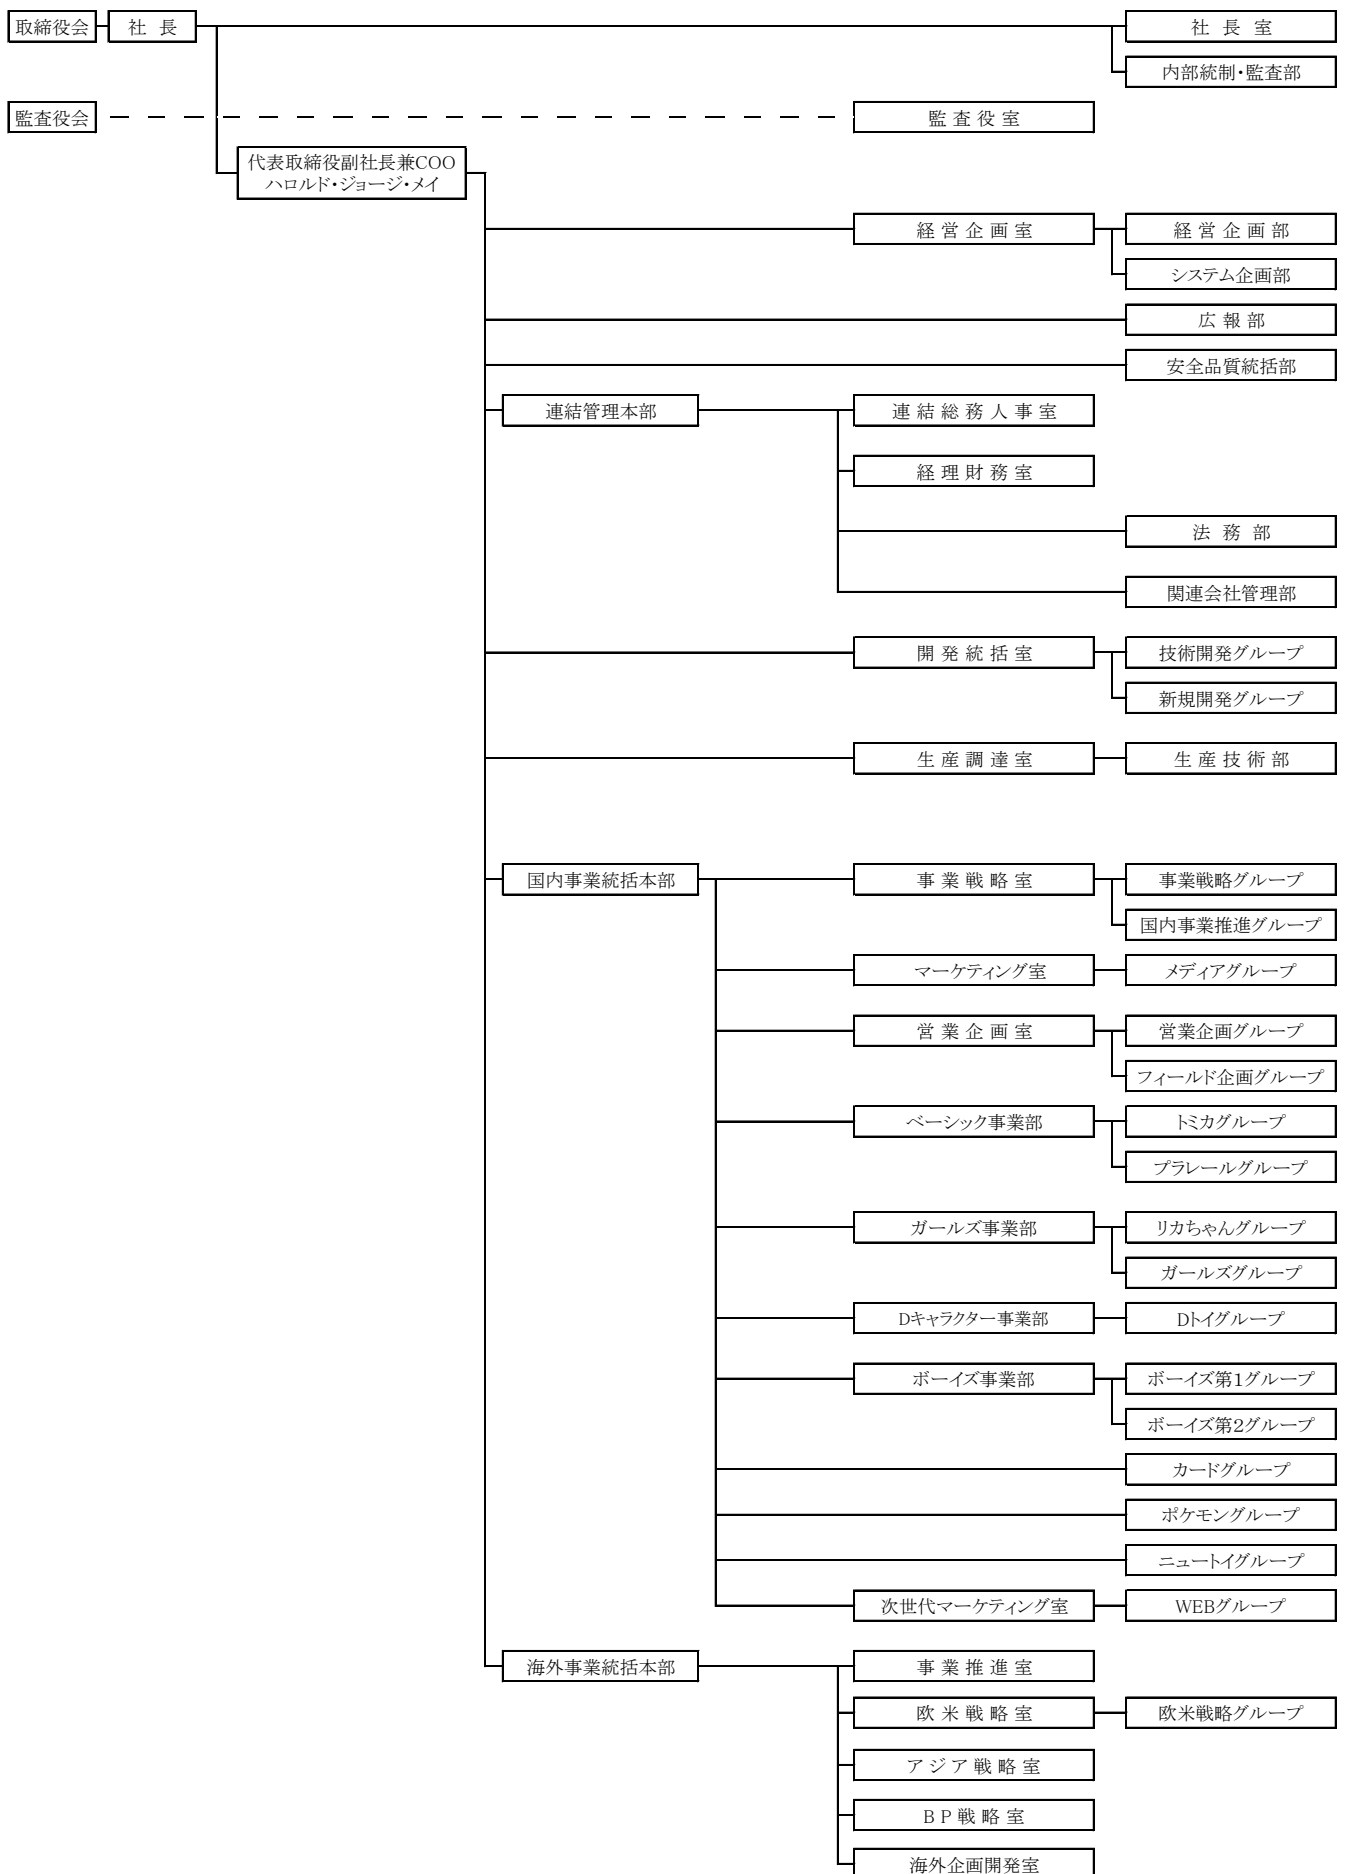 取締役会 社長 社長室
内部統制・監査部
監査役会 監査役室
代表取締役副社長兼COO
ハロルド・ジョージ・メイ
経営企画室 経営企画部
システム企画部
広報部
安全品質統括部
連結管理本部 連結総務人事室
経理財務室
法務部
関連会社管理部
開発統括室 技術開発グループ
新規開発グループ
生産調達室 生産技術部
国内事業統括本部 事業戦略室 事業戦略グループ
国内事業推進グループ
マーケティング室 メディアグループ
営業企画室 営業企画グループ
フィールド企画グループ
ベーシック事業部 トミカグループ
プラレールグループ
ガールズ事業部 リカちゃんグループ
ガールズグループ
Dキャラクター事業部 Dトイグループ
ボーイズ事業部 ボーイズ第1グループ
ボーイズ第2グループ
カードグループ
ポケモングループ
ニュートイグループ
次世代マーケティング室 WEBグループ
海外事業統括本部 事業推進室
欧米戦略室 欧米戦略グループ
アジア戦略室
BP戦略室
海外企画開発室